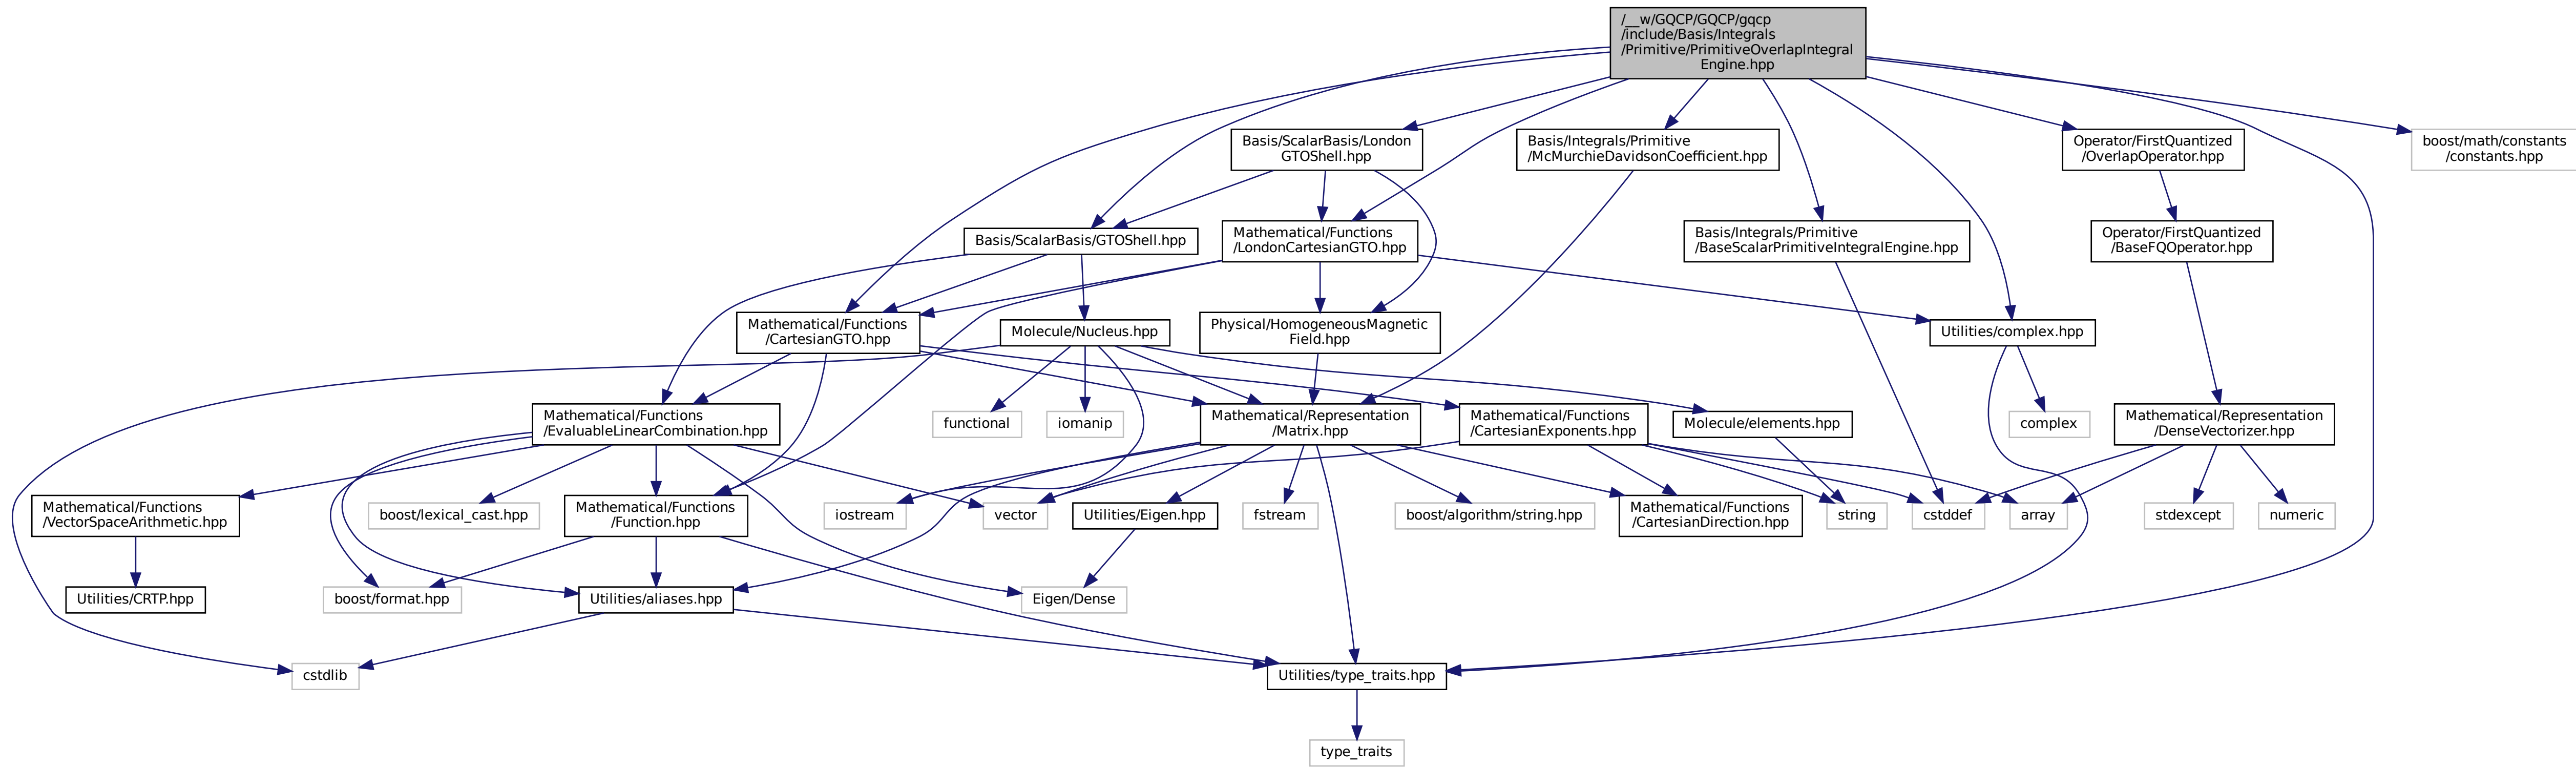 /__w/GQCP/GQCP/gqcp
/include/Basis/Integrals
/Primitive/PrimitiveOverlapIntegral
Engine.hpp
Basis/ScalarBasis/London
GTOShell.hpp
Basis/Integrals/Primitive
/McMurchieDavidsonCoefficient.hpp
Operator/FirstQuantized
/OverlapOperator.hpp
boost/math/constants
/constants.hpp
Basis/ScalarBasis/GTOShell.hpp
Mathematical/Functions
/LondonCartesianGTO.hpp
Basis/Integrals/Primitive
/BaseScalarPrimitiveIntegralEngine.hpp
Operator/FirstQuantized
/BaseFQOperator.hpp
Mathematical/Functions
/CartesianGTO.hpp
Molecule/Nucleus.hpp
Physical/HomogeneousMagnetic
Field.hpp
Utilities/complex.hpp
Mathematical/Functions
/EvaluableLinearCombination.hpp
functional
iomanip
Mathematical/Representation
/Matrix.hpp
Mathematical/Functions
/CartesianExponents.hpp
Molecule/elements.hpp
complex
Mathematical/Representation
/DenseVectorizer.hpp
Mathematical/Functions
/VectorSpaceArithmetic.hpp
boost/lexical_cast.hpp
Mathematical/Functions
/Function.hpp
iostream
vector
Utilities/Eigen.hpp
fstream
boost/algorithm/string.hpp
Mathematical/Functions
/CartesianDirection.hpp
string
cstddef
array
stdexcept
numeric
Utilities/CRTP.hpp
boost/format.hpp
Utilities/aliases.hpp
Eigen/Dense
cstdlib
Utilities/type_traits.hpp
type_traits